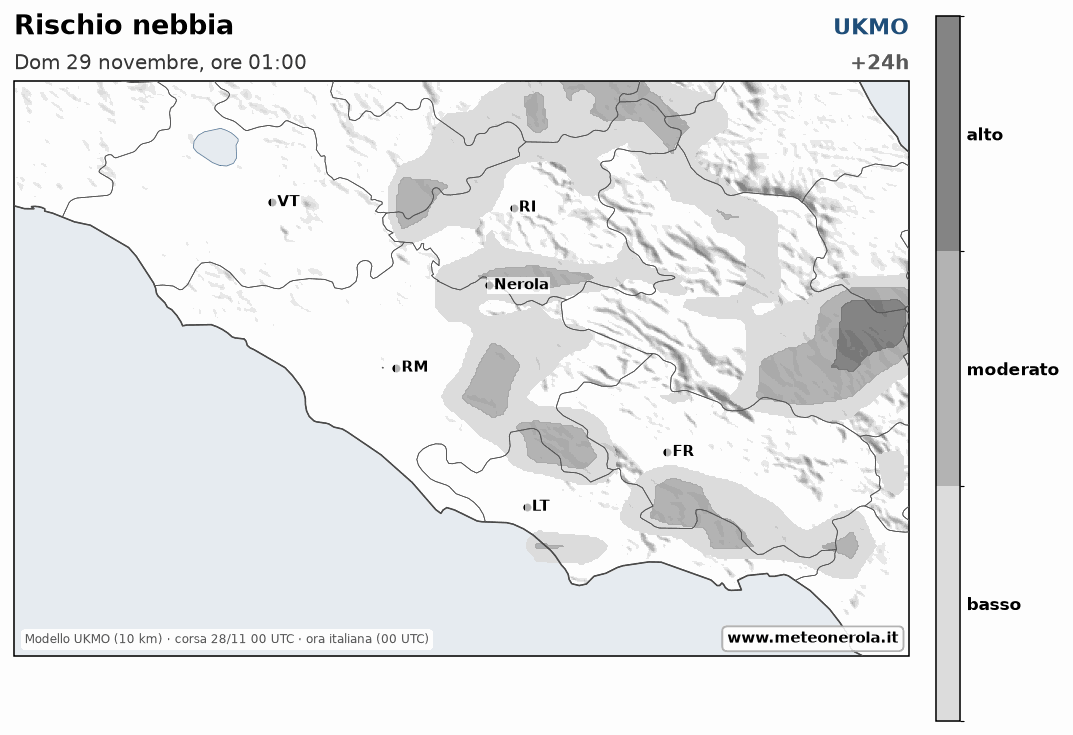 Rischio nebbia
UKMO
Dom 29 novembre, ore 01:00
+24h
alto
VT
RI
Nerola
RM
moderato
FR
LT
basso
Modello UKMO (10 km) · corsa 28/11 00 UTC · ora italiana (00 UTC)
www.meteonerola.it